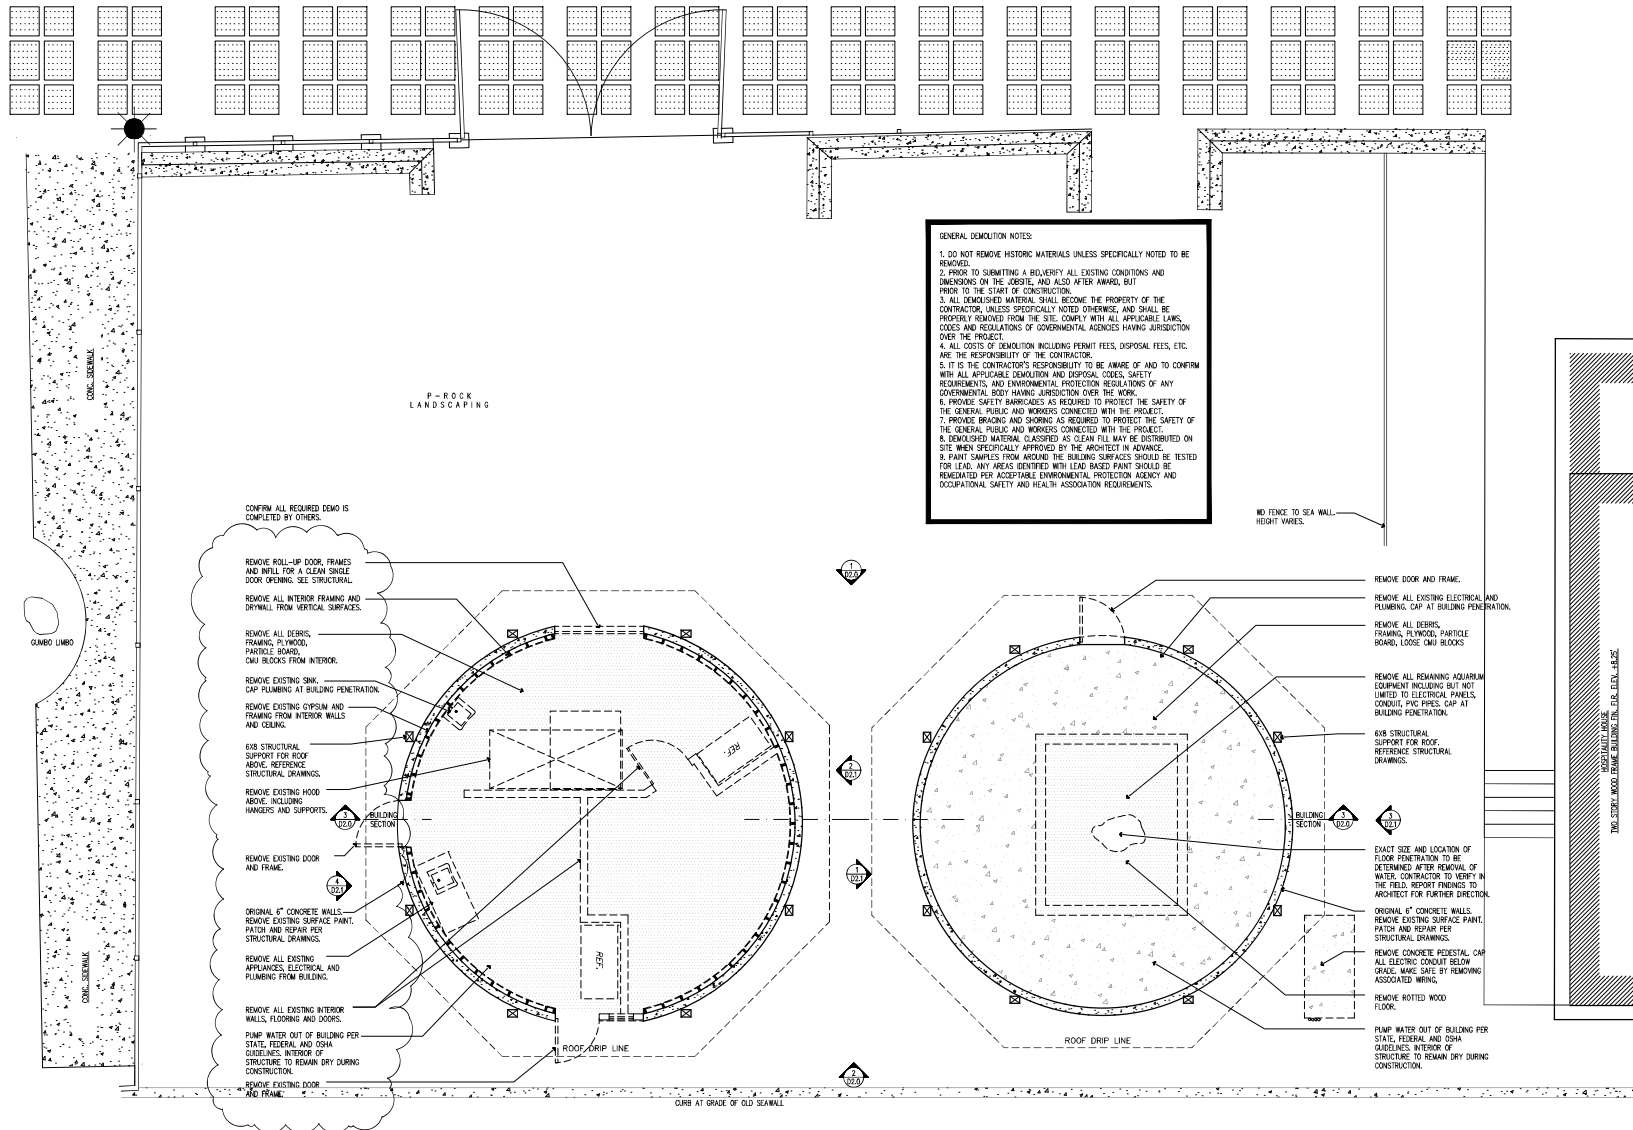 GENERAL DEMOLITION NOTES:
1. DO NOT REMOVE HISTORIC MATERIALS UNLESS SPECIFICALLY NOTED TO BE
REMOVED.
2. PRIOR TO SUBMITTING A BID,VERIFY ALL EXISTING CONDITIONS AND
DIMENSIONS ON THE JOBSITE, AND ALSO AFTER AWARD, BUT
PRIOR TO THE START OF CONSTRUCTION.
3. ALL DEMOLISHED MATERIAL SHALL BECOME THE PROPERTY OF THE
CONTRACTOR, UNLESS SPECIFICALLY NOTED OTHERWISE, AND SHALL BE
PROPERLY REMOVED FROM THE SITE. COMPLY WITH ALL APPLICABLE LAWS,
CODES AND REGULATIONS OF GOVERNMENTAL AGENCIES HAVING JURISDICTION
OVER THE PROJECT.
4. ALL COSTS OF DEMOLITION INCLUDING PERMIT FEES, DISPOSAL FEES, ETC.
ARE THE RESPONSIBILITY OF THE CONTRACTOR.
5. IT IS THE CONTRACTOR'S RESPONSIBILITY TO BE AWARE OF AND TO CONFIRM
WITH ALL APPLICABLE DEMOLITION AND DISPOSAL CODES, SAFETY
REQUIREMENTS, AND ENVIRONMENTAL PROTECTION REGULATIONS OF ANY
GOVERNMENTAL BODY HAVING JURISDICTION OVER THE WORK.
6. PROVIDE SAFETY BARRICADES AS REQUIRED TO PROTECT THE SAFETY OF
THE GENERAL PUBLIC AND WORKERS CONNECTED WITH THE PROJECT.
7. PROVIDE BRACING AND SHORING AS REQUIRED TO PROTECT THE SAFETY OF
THE GENERAL PUBLIC AND WORKERS CONNECTED WITH THE PROJECT.
8. DEMOLISHED MATERIAL CLASSIFIED AS CLEAN FILL MAY BE DISTRIBUTED ON
SITE WHEN SPECIFICALLY APPROVED BY THE ARCHITECT IN ADVANCE.
9. PAINT SAMPLES FROM AROUND THE BUILDING SURFACES SHOULD BE TESTED
FOR LEAD. ANY AREAS IDENTIFIED WITH LEAD BASED PAINT SHOULD BE
REMEDIATED PER ACCEPTABLE ENVIRONMENTAL PROTECTION AGENCY AND
OCCUPATIONAL SAFETY AND HEALTH ASSOCIATION REQUIREMENTS.
CONC. SIDEWALK
P-ROCK
LANDSCAPING
WD FENCE TO SEA WALL.
HEIGHT VARIES.
CONFIRM ALL REQUIRED DEMO IS
COMPLETED BY OTHERS.
REMOVE ROLL-UP DOOR, FRAMES
AND INFILL FOR A CLEAN SINGLE
DOOR OPENING. SEE STRUCTURAL
REMOVE ALL INTERIOR FRAMING AND
DRYWALL FROM VERTICAL SURFACES.
REMOVE ALL DEBRIS,
FRAMING, PLYWOOD,
PARTICLE BOARD,
CMU BLOCKS FROM INTERIOR.
REMOVE EXISTING SINK.
CAP PLUMBING AT BUILDING PENETRATION.
REMOVE EXISTING GYPSUM AND
FRAMING FROM INTERIOR WALLS
AND CEILING.
6X8 STRUCTURAL
SUPPORT FOR ROOF
ABOVE. REFERENCE
STRUCTURAL DRAWINGS.
REMOVE EXISTING HOOD
ABOVE. INCLUDING
HANGERS AND SUPPORTS.
3
D2.0
BUILDING
SECTION
REMOVE EXISTING DOOR
AND FRAME.
4
D2.1
ORIGINAL 6" CONCRETE WALLS.
REMOVE EXISTING SURFACE PAINT.
PATCH AND REPAIR PER
STRUCTURAL DRAWINGS.
REMOVE ALL EXISTING
APPLIANCES, ELECTRICAL AND
PLUMBING FROM BUILDING.
REMOVE ALL EXISTING INTERIOR
WALLS, FLOORING AND DOORS.
PUMP WATER OUT OF BUILDING PER
STATE, FEDERAL AND OSHA
GUIDELINES. INTERIOR OF
STRUCTURE TO REMAIN DRY DURING
CONSTRUCTION.
REMOVE EXISTING DOOR
AND FRAME.
GUMBO LIMBO
CONC. SIDEWALK
REF.
REF.
ROOF DRIP LINE
1
D2.0
2
D2.1
1
D2.1
2
D2.0
CURB AT GRADE OF OLD SEAWALL
REMOVE DOOR AND FRAME.
REMOVE ALL EXISTING ELECTRICAL AND
PLUMBING. CAP AT BUILDING PENETRATION.
REMOVE ALL DEBRIS,
FRAMING, PLYWOOD, PARTICLE
BOARD, LOOSE CMU BLOCKS
REMOVE ALL REMAINING AQUARIUM
EQUIPMENT INCLUDING BUT NOT
LIMITED TO ELECTRICAL PANELS,
CONDUIT, PVC PIPES. CAP AT
BUILDING PENETRATION.
6X8 STRUCTURAL
SUPPORT FOR ROOF.
REFERENCE STRUCTURAL
DRAWINGS.
BUILDING
SECTION
3
D2.0
3
D2.1
EXACT SIZE AND LOCATION OF
FLOOR PENETRATION TO BE
DETERMINED AFTER REMOVAL OF
WATER. CONTRACTOR TO VERIFY IN
THE FIELD. REPORT FINDINGS TO
ARCHITECT FOR FURTHER DIRECTION.
ORIGINAL 6" CONCRETE WALLS.
REMOVE EXISTING SURFACE PAINT.
PATCH AND REPAIR PER
STRUCTURAL DRAWINGS.
REMOVE CONCRETE PEDESTAL. CAP
ALL ELECTRIC CONDUIT BELOW
GRADE. MAKE SAFE BY REMOVING
ASSOCIATED WIRING,
REMOVE ROTTED WOOD
FLOOR.
PUMP WATER OUT OF BUILDING PER
STATE, FEDERAL AND OSHA
GUIDELINES. INTERIOR OF
STRUCTURE TO REMAIN DRY DURING
CONSTRUCTION.
ROOF DRIP LINE
HOSPITALITY HOUSE
TWO STORY WOOD FRAME BUILDING FIN. FLR. ELEV. +8.25'